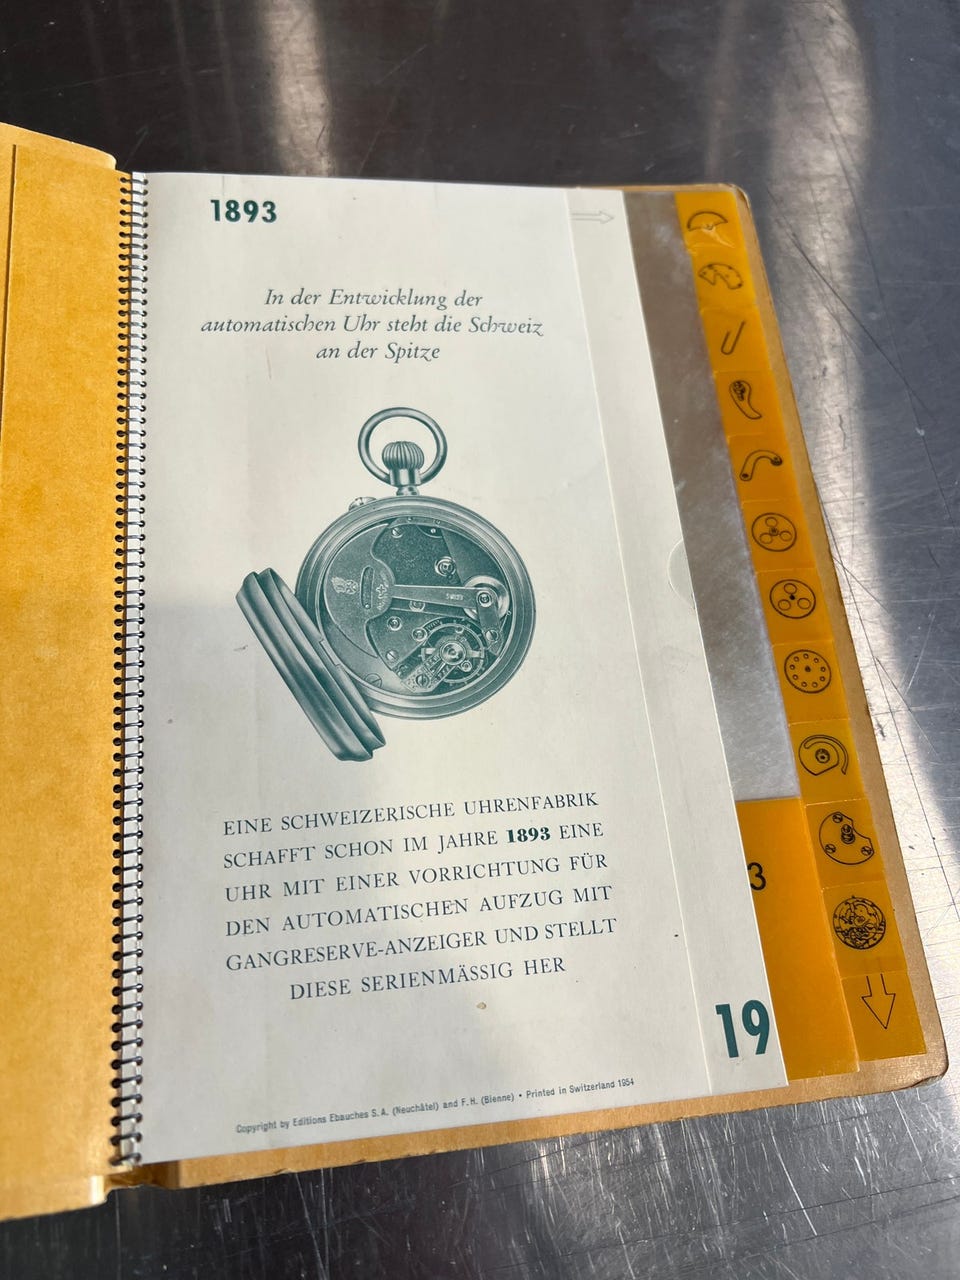 1893
In der Entwicklung der
automatischen Uhr steht die Schweiz
an der Spitze
SWISS
EINE SCHWEIZERISCHE UHRENFABRIK
SCHAFFT SCHON IM JAHRE 1893 EINE
UHR MIT EINER VORRICHTUNG FÜR
DEN AUTOMATISCHEN AUFZUG MIT
GANGRESERVE-ANZEIGER UND STELLT
DIESE SERIENMÄSSIG HER
3
19
Copyright by Editions Ebauches S.A. (Neuchâtel) and F.H. (Bienne) • Printed in Switzerland 1954